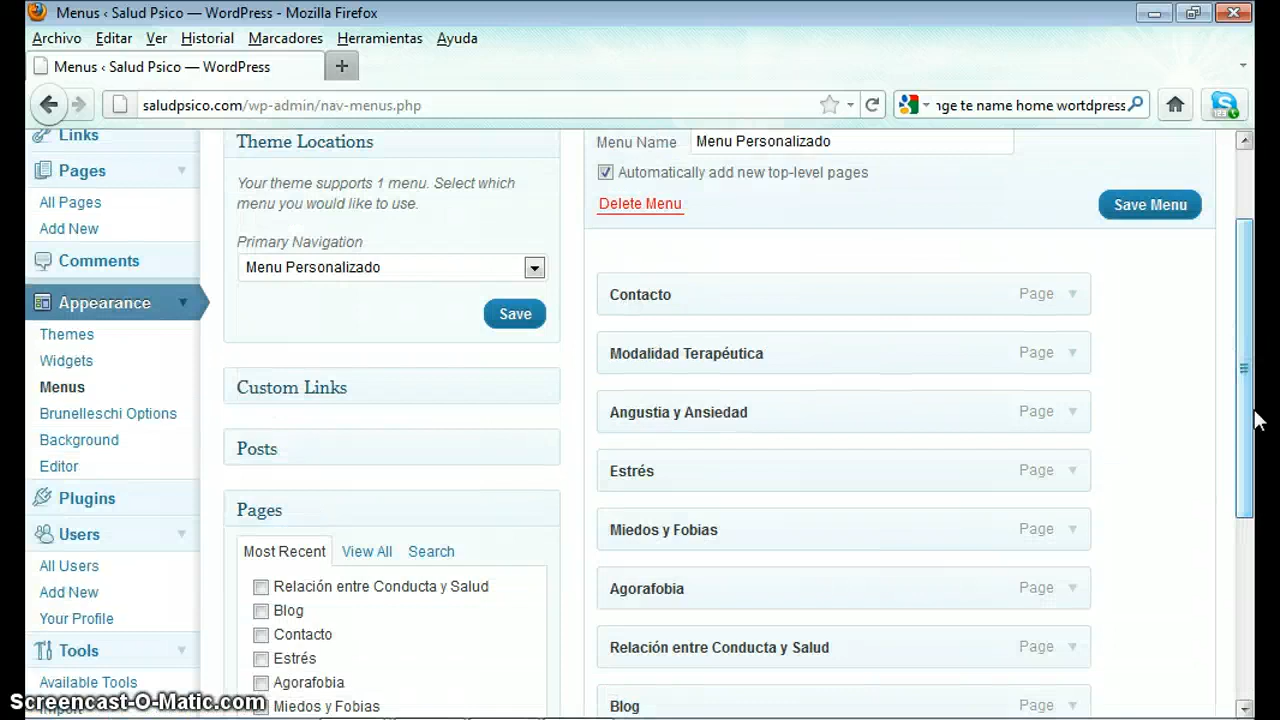 Menus ‹ Salud Psico — WordPress - Mozilla Firefox
Archivo Editar Ver Historial Marcadores Herramientas Ayuda
Menus ‹ Salud Psico — WordPress
saludpsico.com/wp-admin/nav-menus.php
ige te name home wortdpress
Links
Pages
All Pages
Add New
Comments
Appearance
Themes
Widgets
Menus
Brunelleschi Options
Background
Editor
Plugins
Users
All Users
Add New
Your Profile
Tools
Available Tools
Theme Locations
Your theme supports 1 menu. Select which
menu you would like to use.
Primary Navigation
Menu Personalizado
Save
Custom Links
Posts
Pages
Most Recent View All Search
Relación entre Conducta y Salud
Blog
Contacto
Estrés
Agorafobia
Miedos y Fobias
Menu Name Menu Personalizado
Automatically add new top-level pages
Delete Menu
Save Menu
Contacto Page
Modalidad Terapéutica Page
Angustia y Ansiedad Page
Estrés Page
Miedos y Fobias Page
Agorafobia Page
Relación entre Conducta y Salud Page
Blog Page
Screencast-O-Matic.com